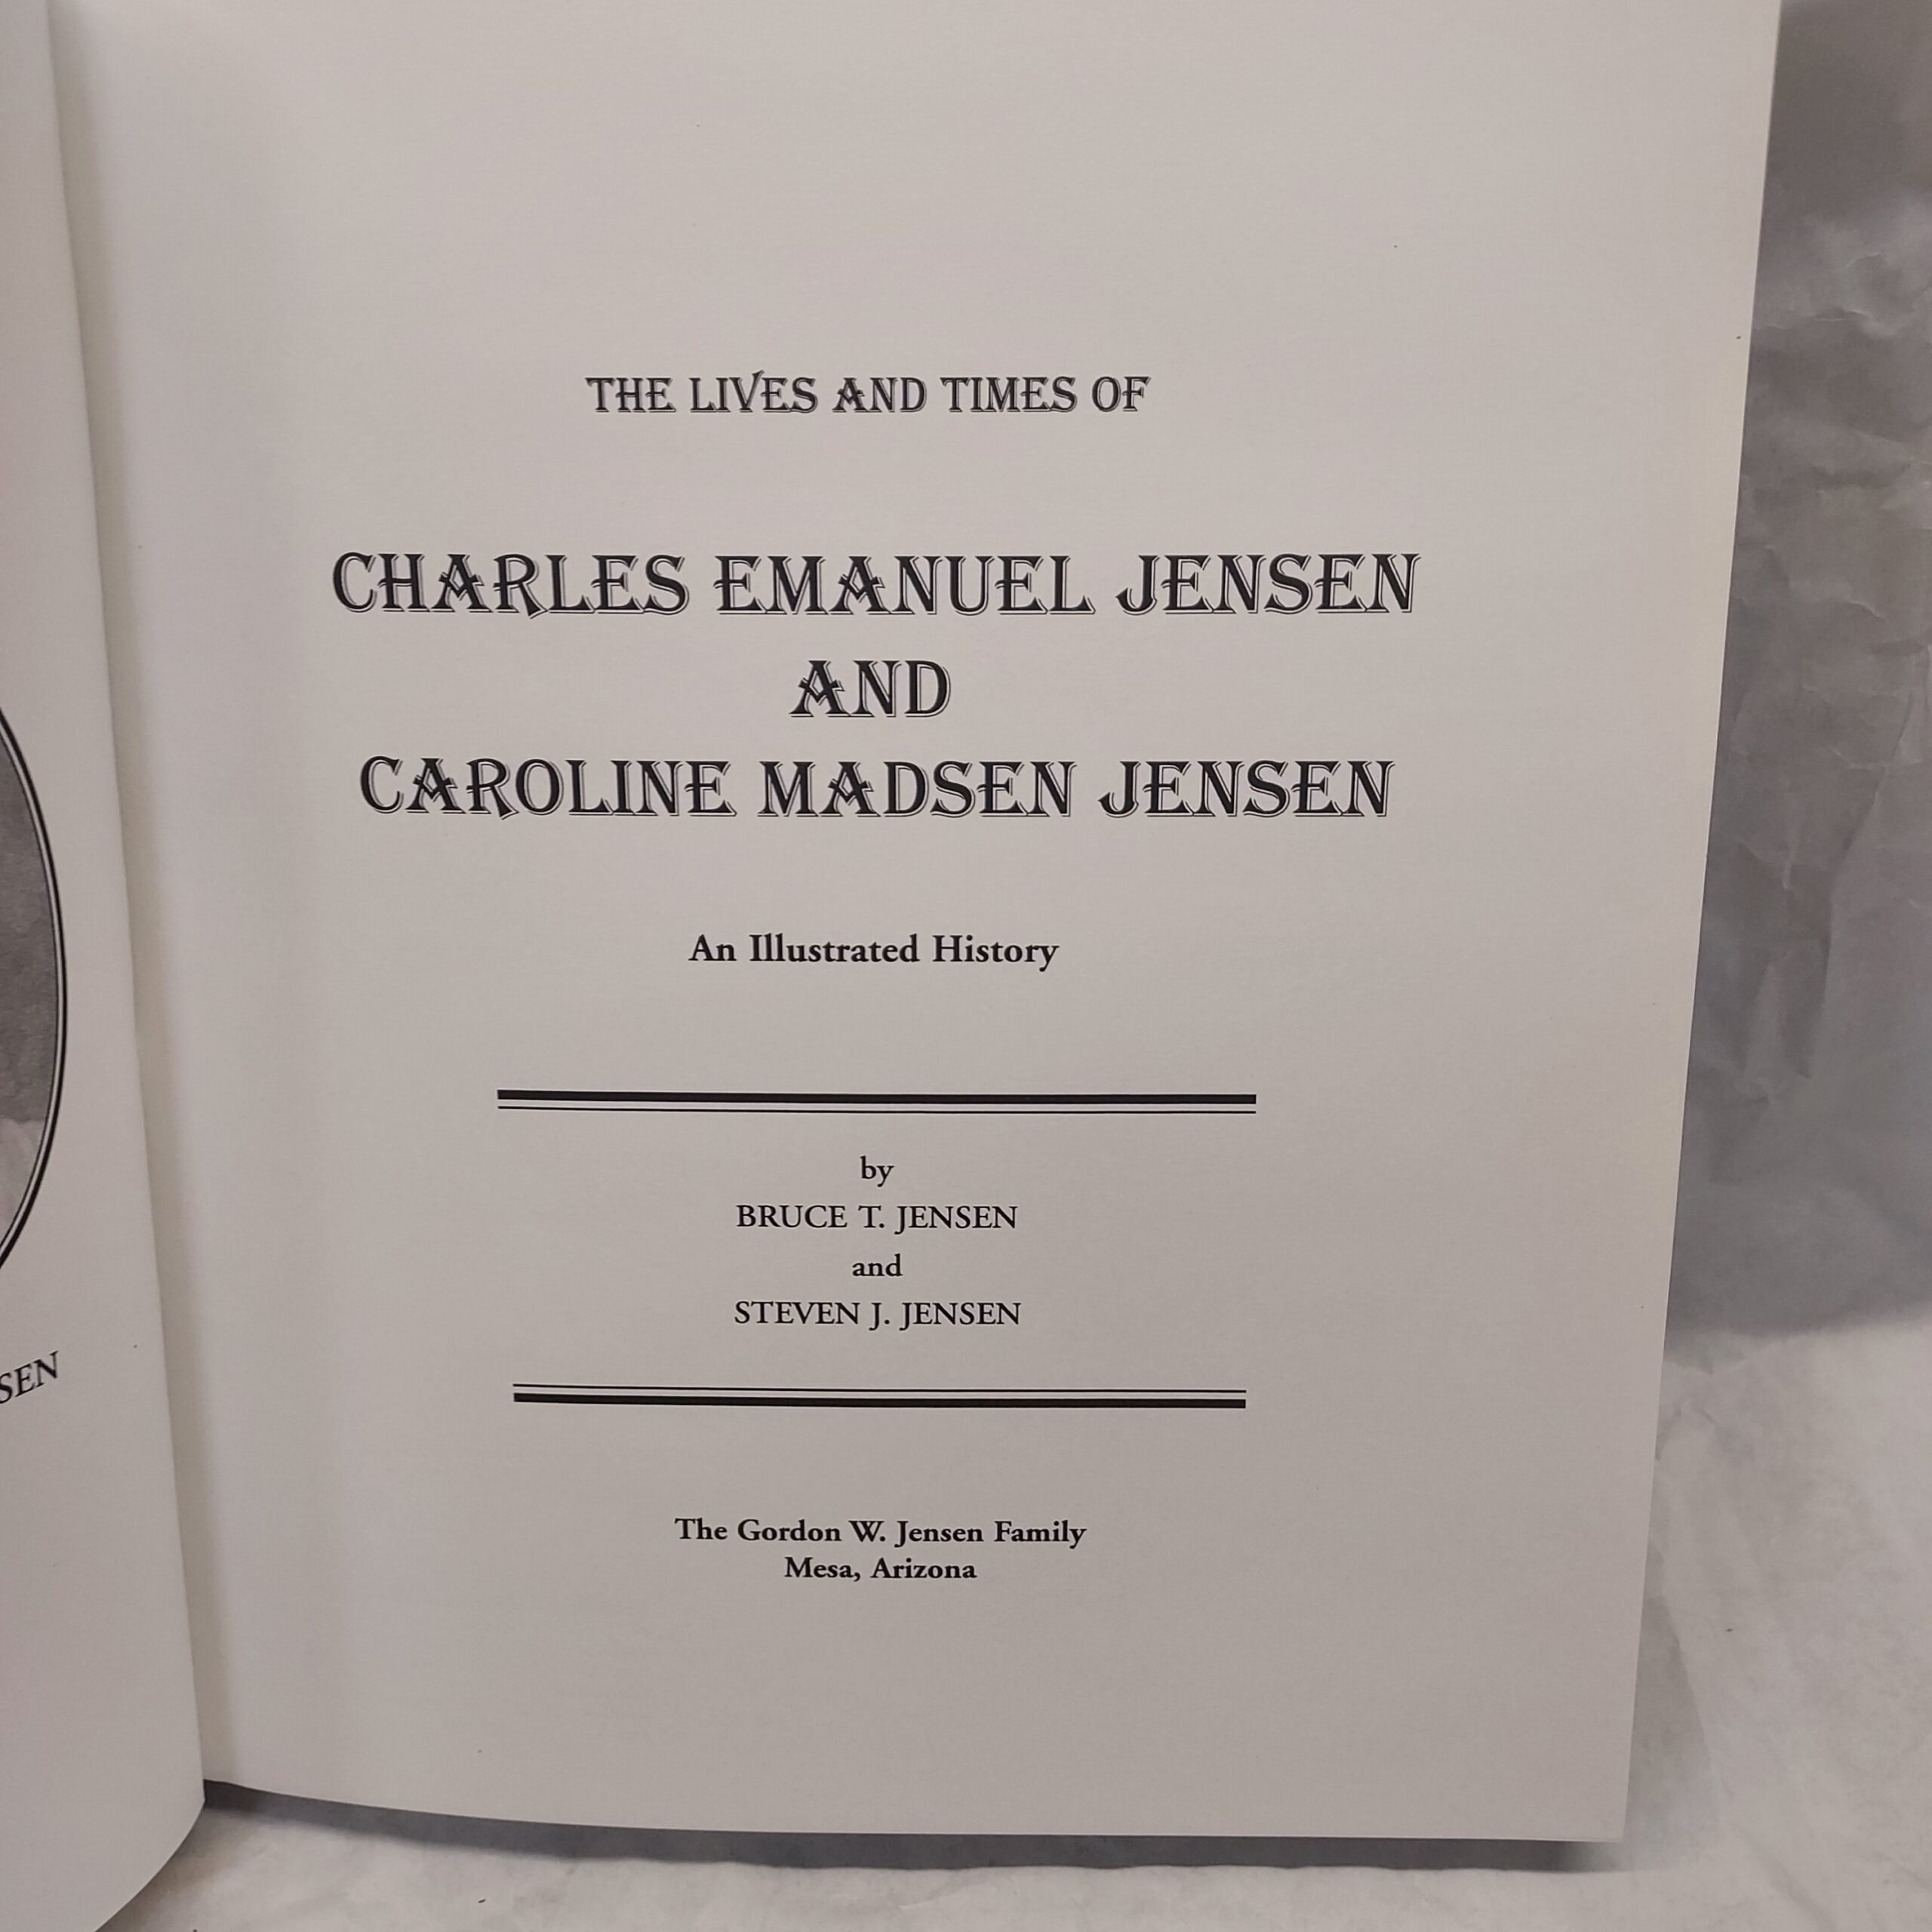 THE LIVES AND TIMES OF
CHARLES EMANUEL JENSEN
AND
CAROLINE MADSEN JENSEN
An Illustrated History
by
BRUCE T. JENSEN
and
STEVEN J. JENSEN
The Gordon W. Jensen Family
Mesa, Arizona
SEN